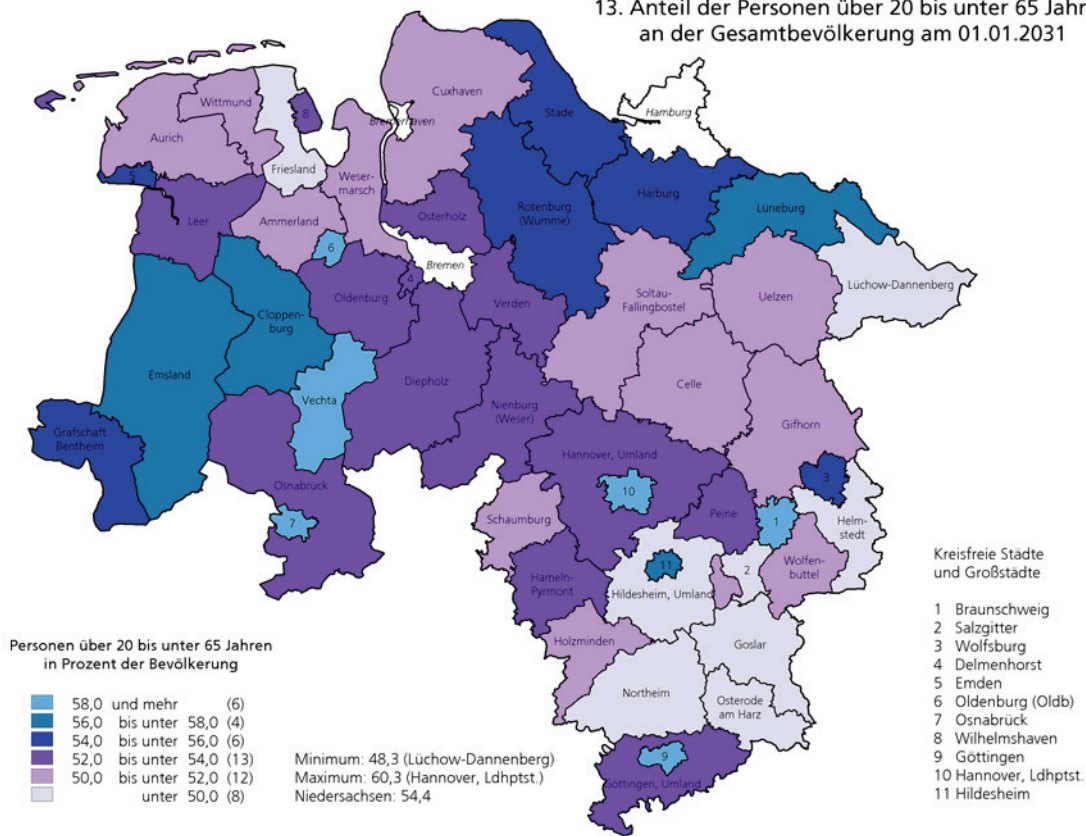 13. Anteil der Personen über 20 bis unter 65 Jahr
an der Gesamtbevölkerung am 01.01.2031
Cuxhaven
Wittmund
8
Bremerhaven
Stade
Hamburg
Aurich
Friesland
Weser-
marsch
5
Harburg
Leer
Ammerland
Osterholz
Rotenburg
(Wümme)
Lüneburg
6
Bremen
4
Oldenburg
Verden
Soltau-
Fallingbostel
Uelzen
Lüchow-Dannenberg
Cloppen-
burg
Emsland
Vechta
Diepholz
Celle
Nienburg
(Weser)
Gifhorn
Grafschaft
Bentheim
Hannover, Umland
Osnabrück
10
3
7
Schaumburg
Peine
1
Helm-
stedt
Wolfen-
büttel
11
2
Hameln-
Pyrmont
Hildesheim, Umland
Holzminden
Goslar
Northeim
Osterode
am Harz
9
Göttingen, Umland
Kreisfreie Städte
und Großstädte
1 Braunschweig
2 Salzgitter
3 Wolfsburg
4 Delmenhorst
5 Emden
6 Oldenburg (Oldb)
7 Osnabrück
8 Wilhelmshaven
9 Göttingen
10 Hannover, Ldhptst.
11 Hildesheim
Personen über 20 bis unter 65 Jahren
in Prozent der Bevölkerung
58,0 und mehr (6)
56,0 bis unter 58,0 (4)
54,0 bis unter 56,0 (6)
52,0 bis unter 54,0 (13)
50,0 bis unter 52,0 (12)
unter 50,0 (8)
Minimum: 48,3 (Lüchow-Dannenberg)
Maximum: 60,3 (Hannover, Ldhptst.)
Niedersachsen: 54,4